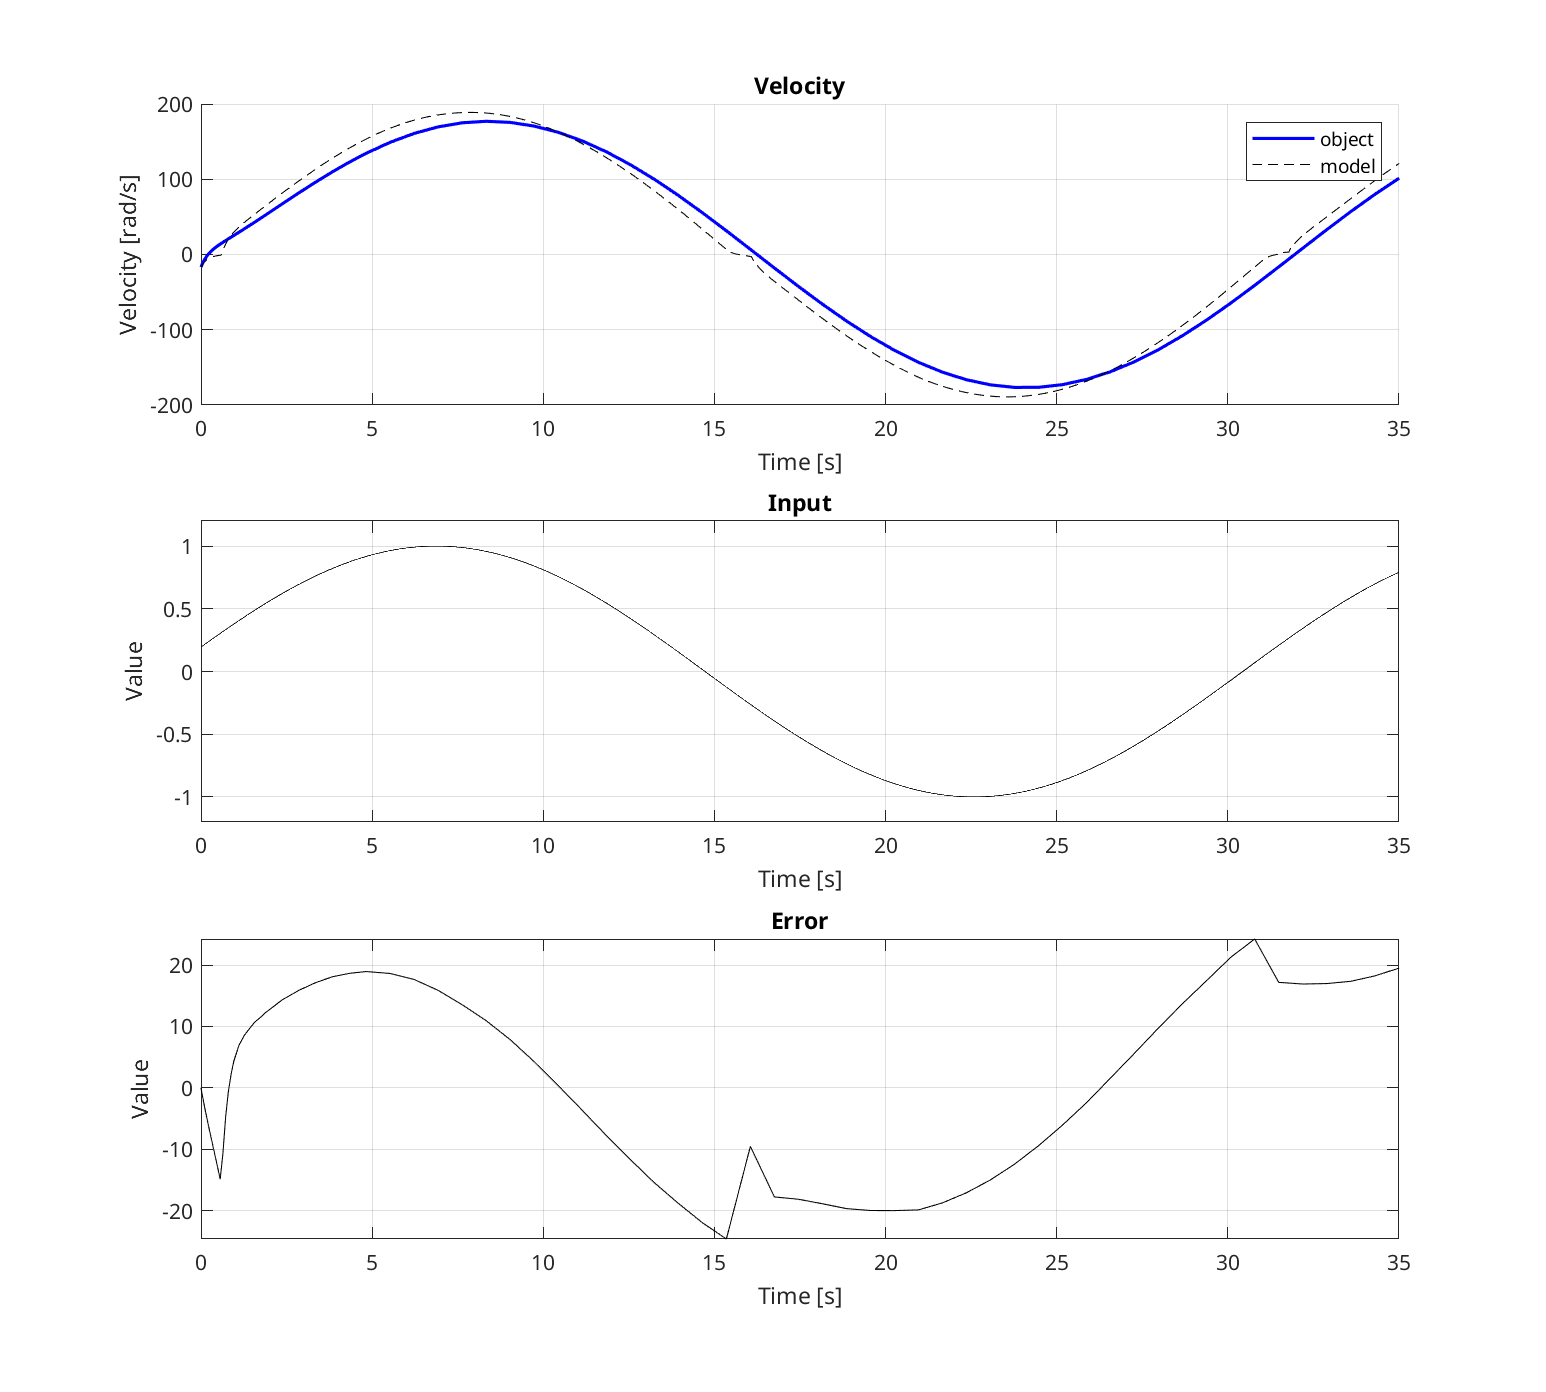 Velocity
200
100
0
-100
-200
Velocity [rad/s]
object
model
0 5 10 15 20 25 30 35
Time [s]
Input
1
0.5
0
-0.5
-1
Value
0 5 10 15 20 25 30 35
Time [s]
Error
20
10
0
-10
-20
Value
0 5 10 15 20 25 30 35
Time [s]